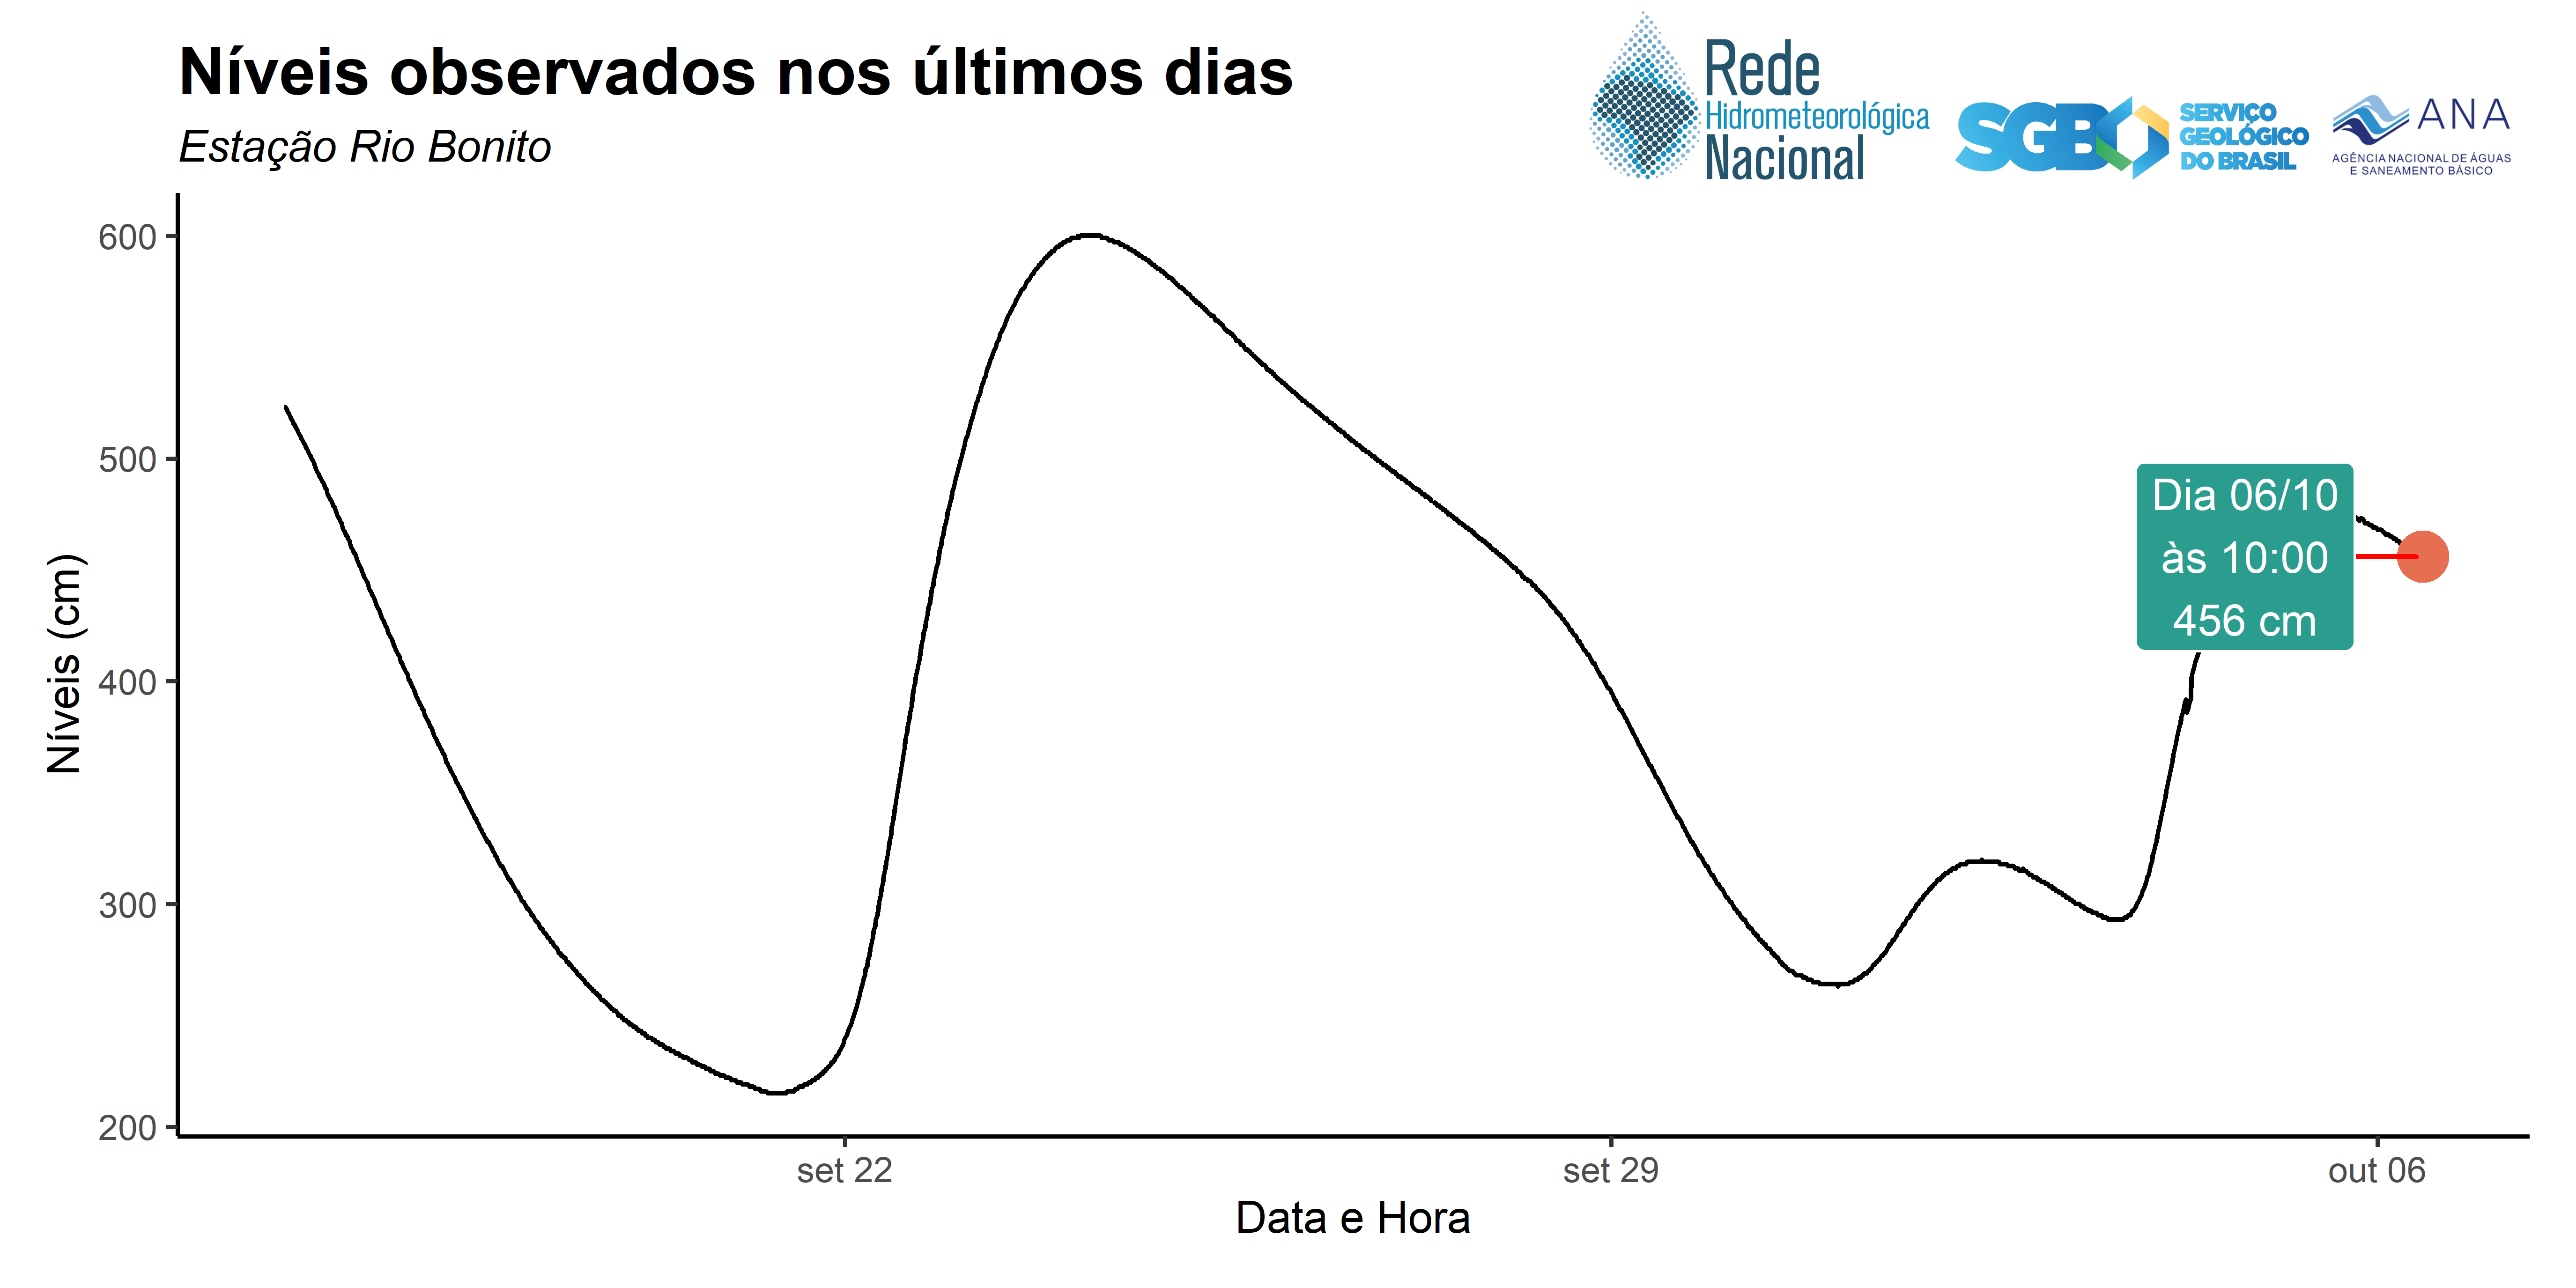 Níveis observados nos últimos dias
Estação Rio Bonito
Rede
Hidrometeorológica
Nacional
SGB
SERVIÇO
GEOLÓGICO
DO BRASIL
ANA
AGÊNCIA NACIONAL DE ÁGUAS
E SANEAMENTO BÁSICO
Níveis (cm)
600
500
400
300
200
Dia 06/10
às 10:00
456 cm
set 22
set 29
out 06
Data e Hora